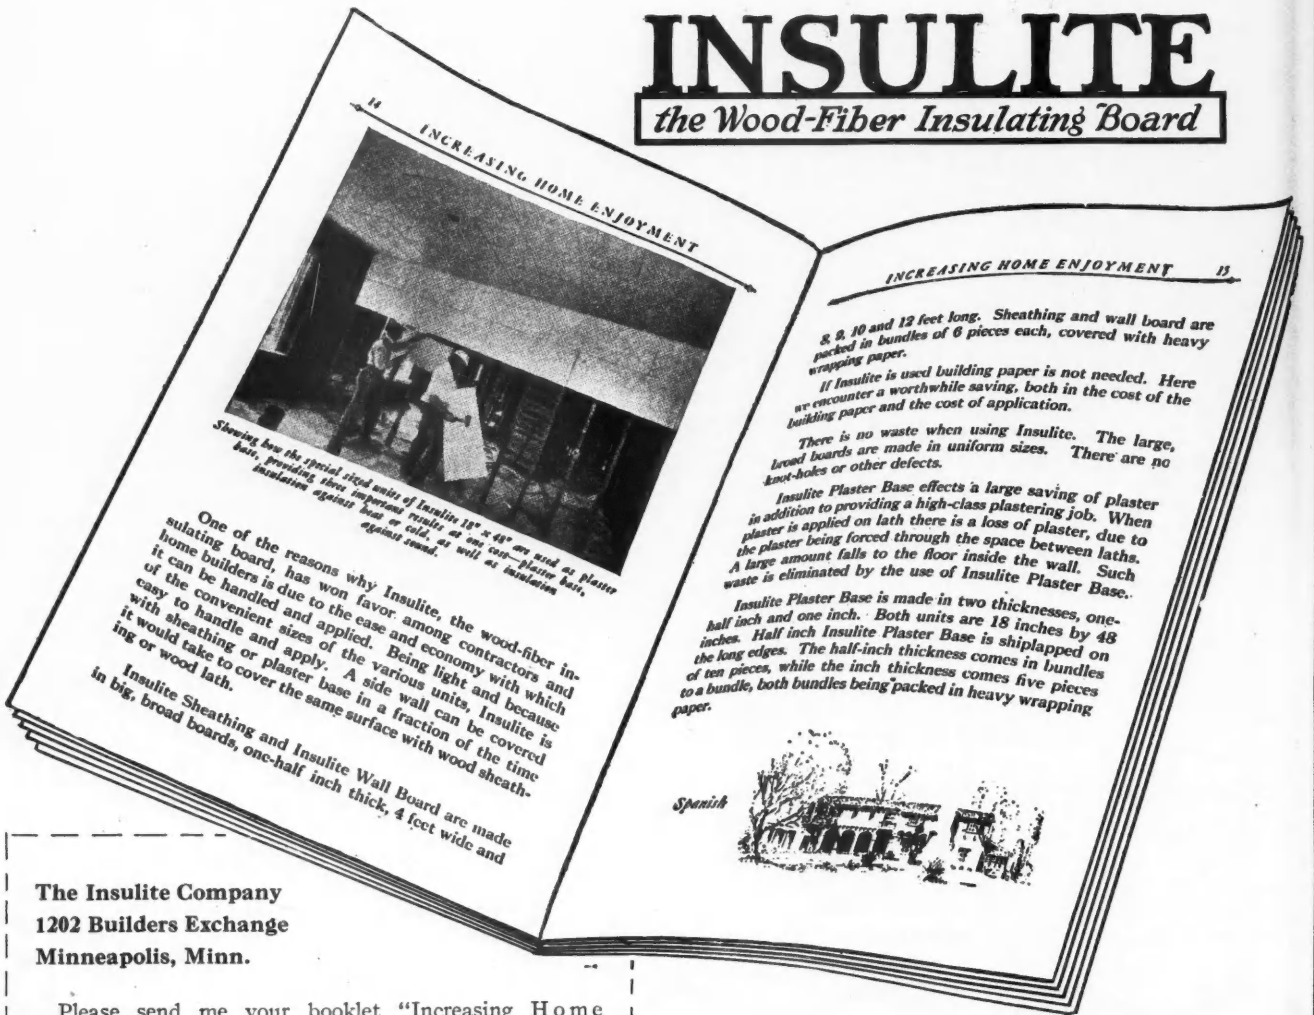 INSULITE
the Wood-Fiber Insulating Board
14
INCREASING HOME ENJOYMENT
Showing how the special sized units of Insulite 18" x 48" are used as plaster
base, providing three important results at one cost—plaster base,
insulation against heat or cold, as well as insulation
against sound.
One of the reasons why Insulite, the wood-fiber in-
sulating board, has won favor among contractors and
home builders is due to the ease and economy with which
it can be handled and applied. Being light and because
of the convenient sizes of the various units, Insulite is
easy to handle and apply. A side wall can be covered
with sheathing or plaster base in a fraction of the time
it would take to cover the same surface with wood sheath-
ing or wood lath.
Insulite Sheathing and Insulite Wall Board are made
in big, broad boards, one-half inch thick, 4 feet wide and
INCREASING HOME ENJOYMENT 15
8, 9, 10 and 12 feet long. Sheathing and wall board are
packed in bundles of 6 pieces each, covered with heavy
wrapping paper.
If Insulite is used building paper is not needed. Here
we encounter a worthwhile saving, both in the cost of the
building paper and the cost of application.
There is no waste when using Insulite. The large,
broad boards are made in uniform sizes. There are no
knot-holes or other defects.
Insulite Plaster Base effects a large saving of plaster
in addition to providing a high-class plastering job. When
plaster is applied on lath there is a loss of plaster, due to
the plaster being forced through the space between laths.
A large amount falls to the floor inside the wall. Such
waste is eliminated by the use of Insulite Plaster Base.
Insulite Plaster Base is made in two thicknesses, one-
half inch and one inch. Both units are 18 inches by 48
inches. Half inch Insulite Plaster Base is shiplapped on
the long edges. The half-inch thickness comes in bundles
of ten pieces, while the inch thickness comes five pieces
to a bundle, both bundles being packed in heavy wrapping
paper.
Spanish
The Insulite Company
1202 Builders Exchange
Minneapolis, Minn.
Please send me your booklet "Increasing Home